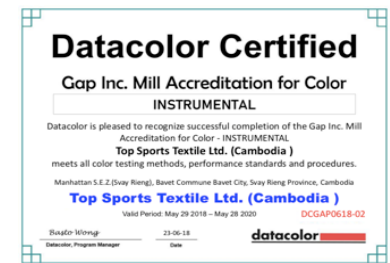 Datacolor Certified
Gap Inc. Mill Accreditation for Color
INSTRUMENTAL
Datacolor is pleased to recognize successful completion of the Gap Inc. Mill
Accreditation for Color - INSTRUMENTAL
Top Sports Textile Ltd. (Cambodia )
meets all color testing methods, performance standards and procedures.
Manhattan S.E.Z.(Svay Rieng), Bavet Commune Bavet City, Svay Rieng Province, Cambodia
Top Sports Textile Ltd. (Cambodia )
Valid Period: May 29 2018 – May 28 2020
DCGAP0618-02
Basto Wong
23-06-18
datacolor
Datacolor, Program Manager
Date